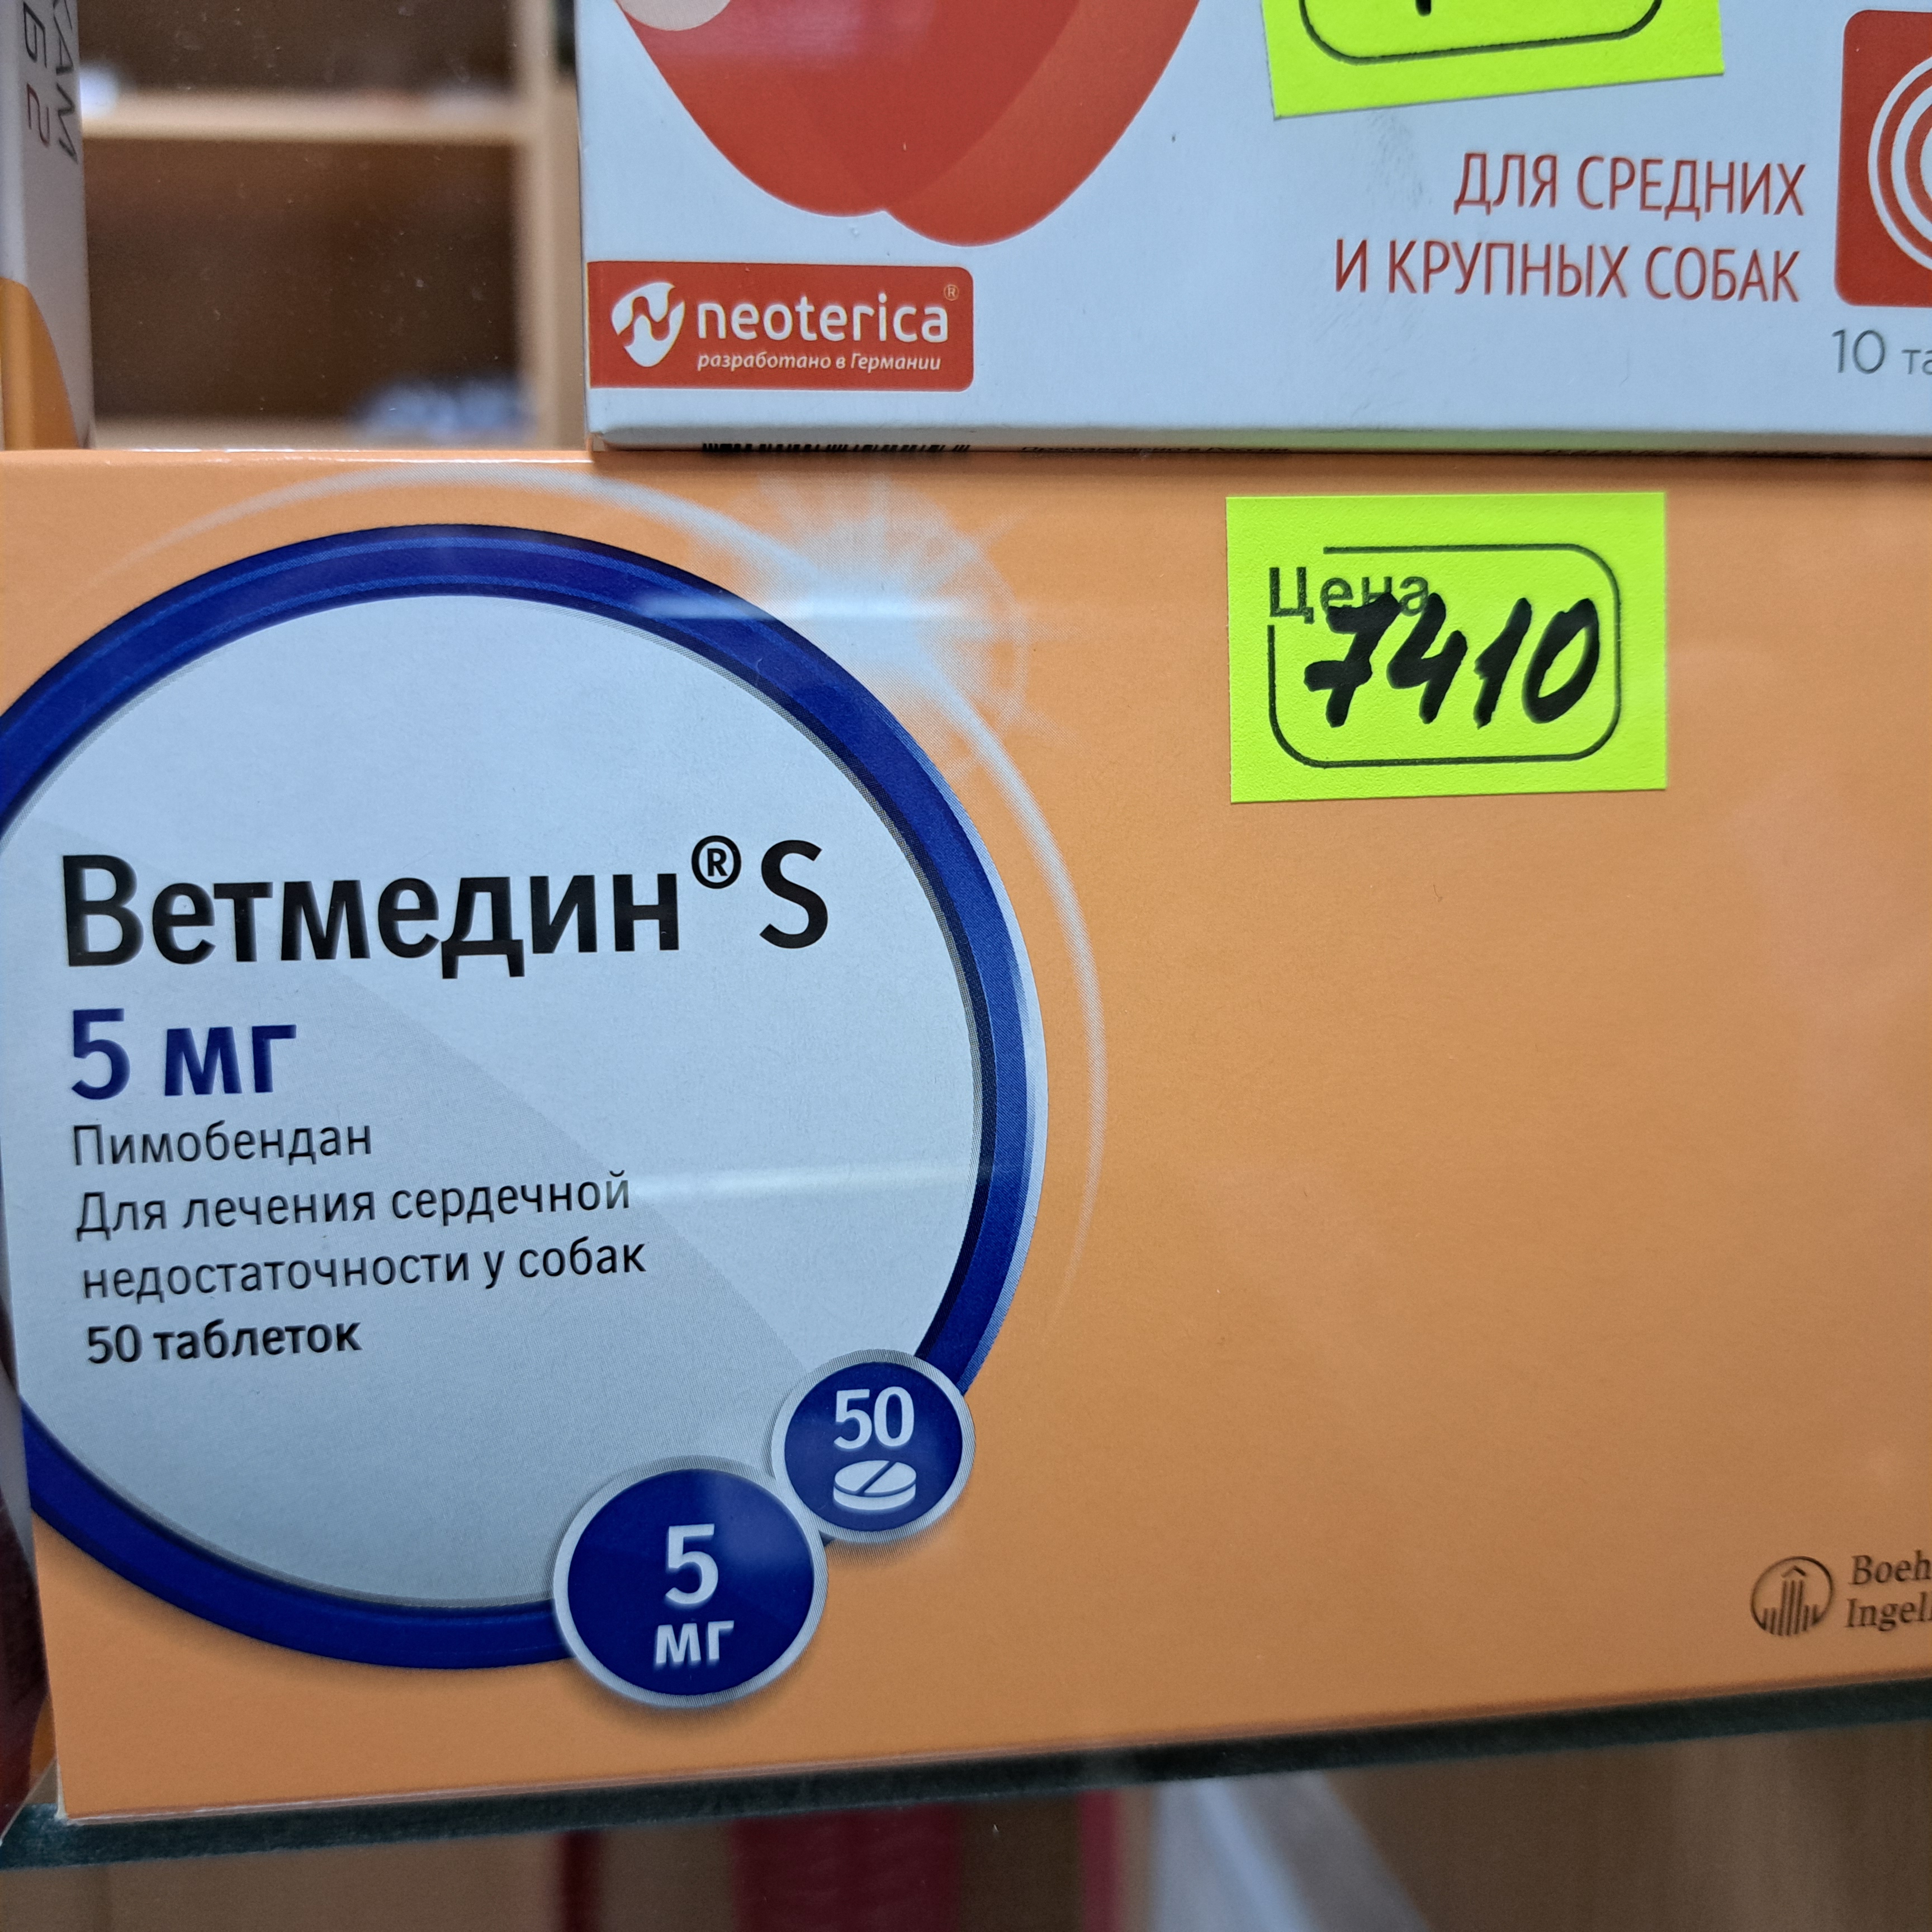 ДЛЯ СРЕДНИХ
И КРУПНЫХ СОБАК
neoterica®
разработано в Германии
10
Цена
7410
Ветмедин® S
5 мг
Пимобендан
Для лечения сердечной
недостаточности у собак
50 таблеток
50
5
мг